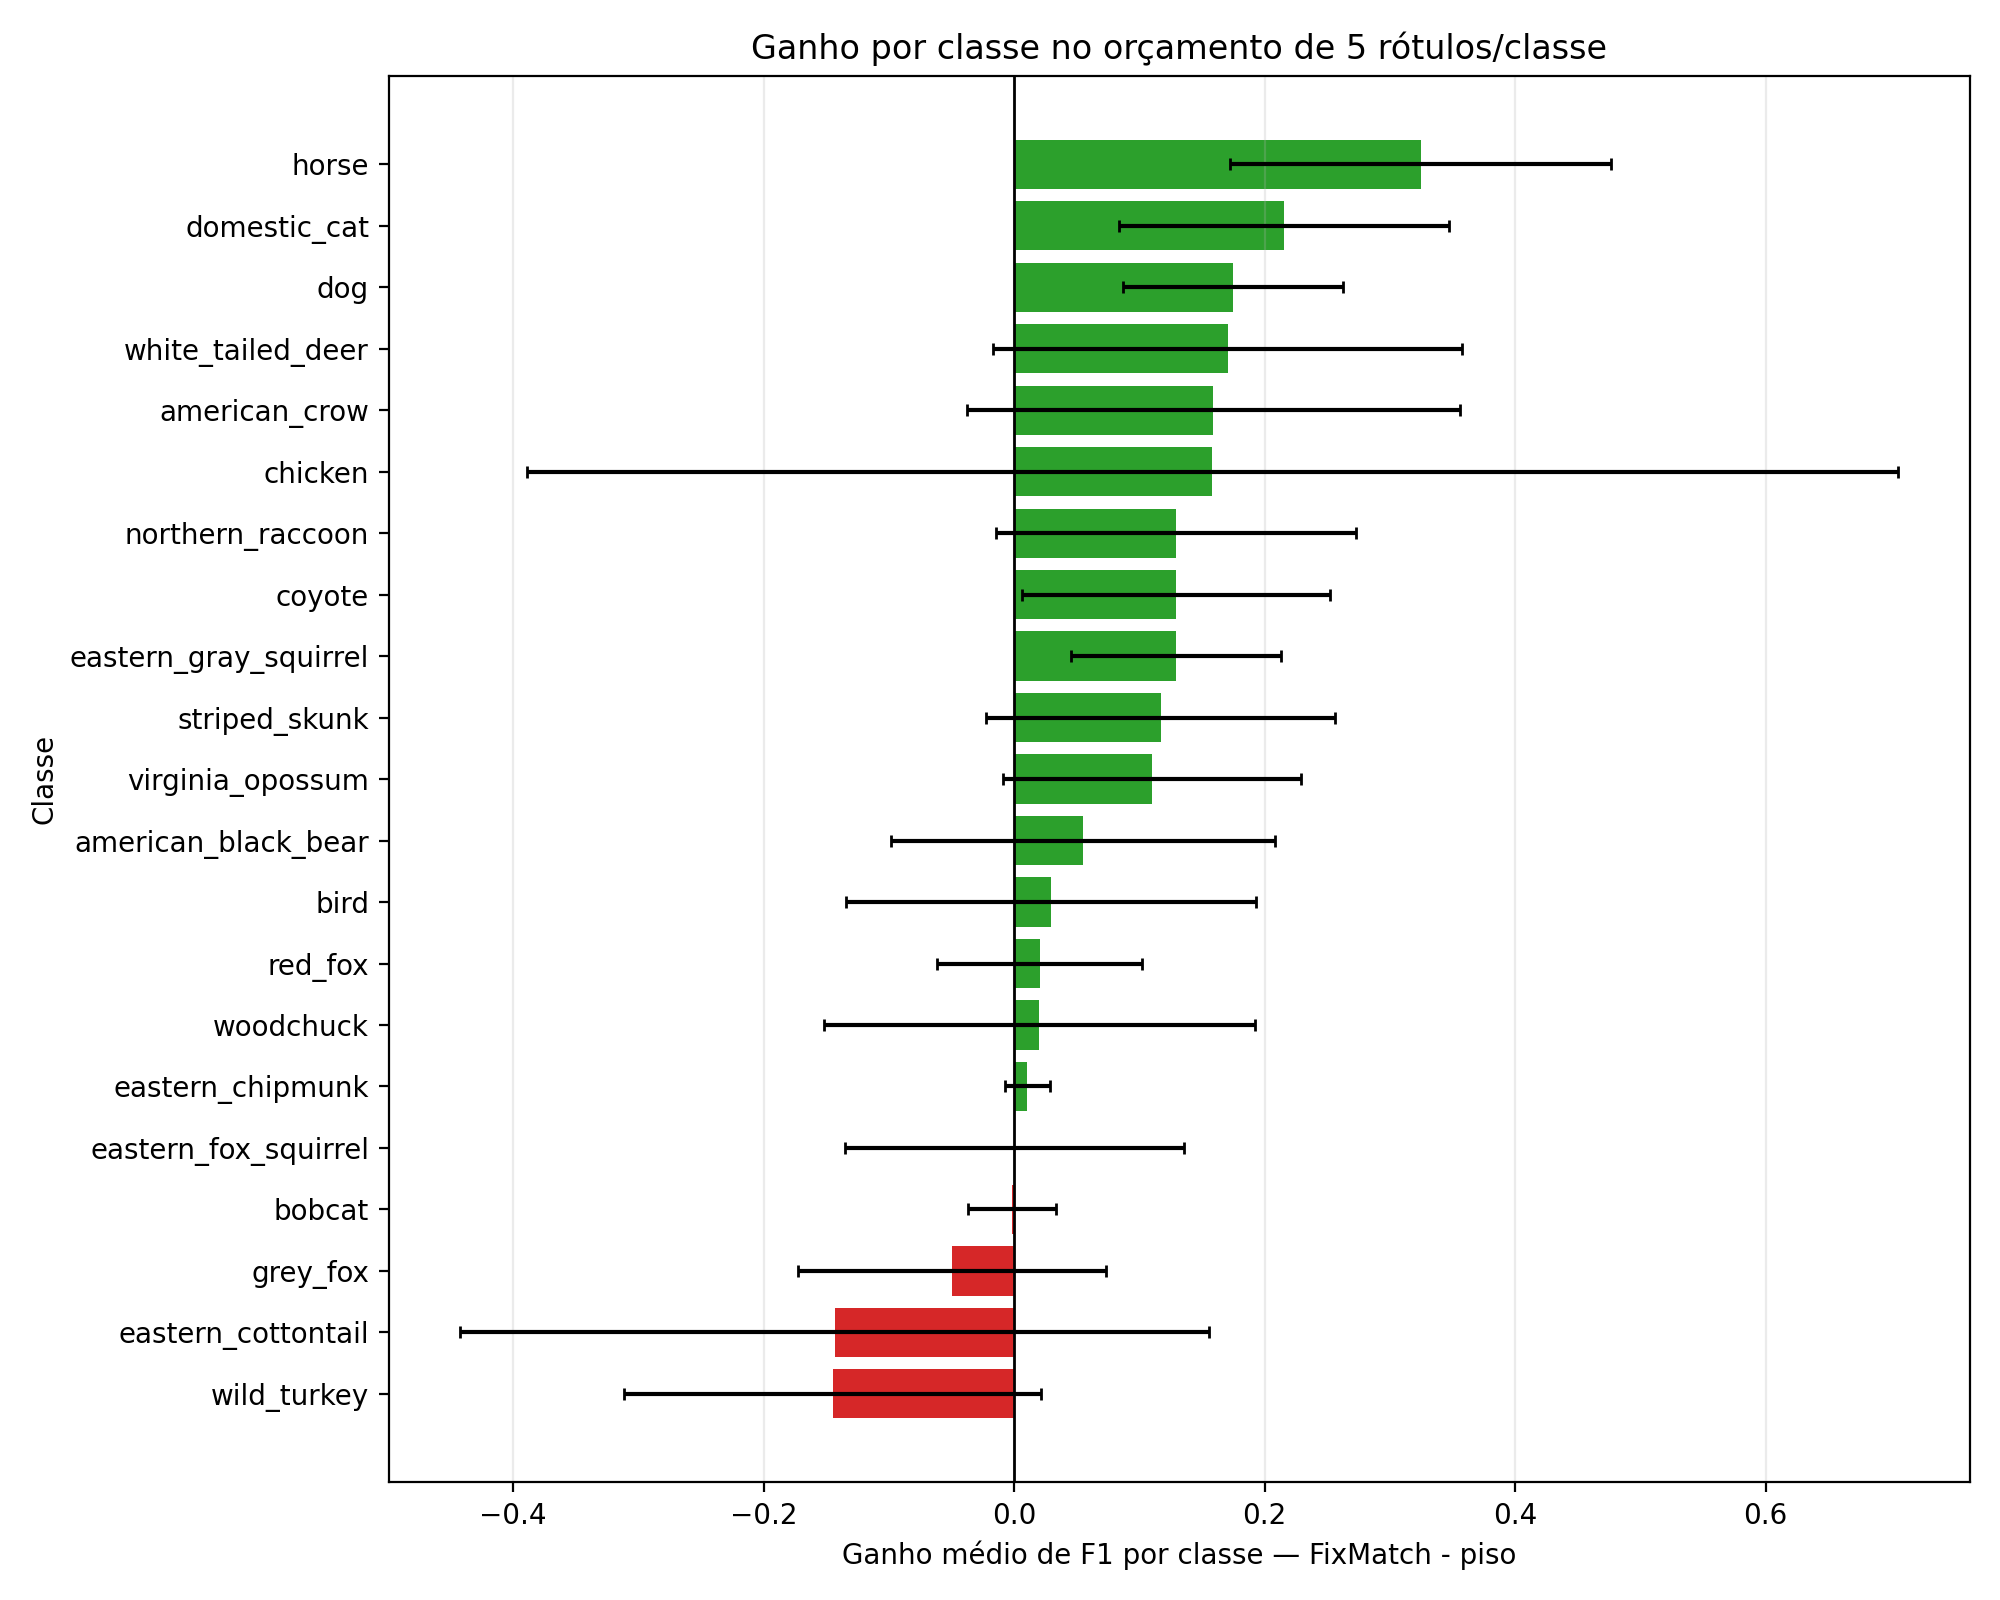 Ganho por classe no orçamento de 5 rótulos/classe
Classe
horse
domestic_cat
dog
white_tailed_deer
american_crow
chicken
northern_raccoon
coyote
eastern_gray_squirrel
striped_skunk
virginia_opossum
american_black_bear
bird
red_fox
woodchuck
eastern_chipmunk
eastern_fox_squirrel
bobcat
grey_fox
eastern_cottontail
wild_turkey
−0.4 −0.2 0.0 0.2 0.4 0.6
Ganho médio de F1 por classe — FixMatch - piso